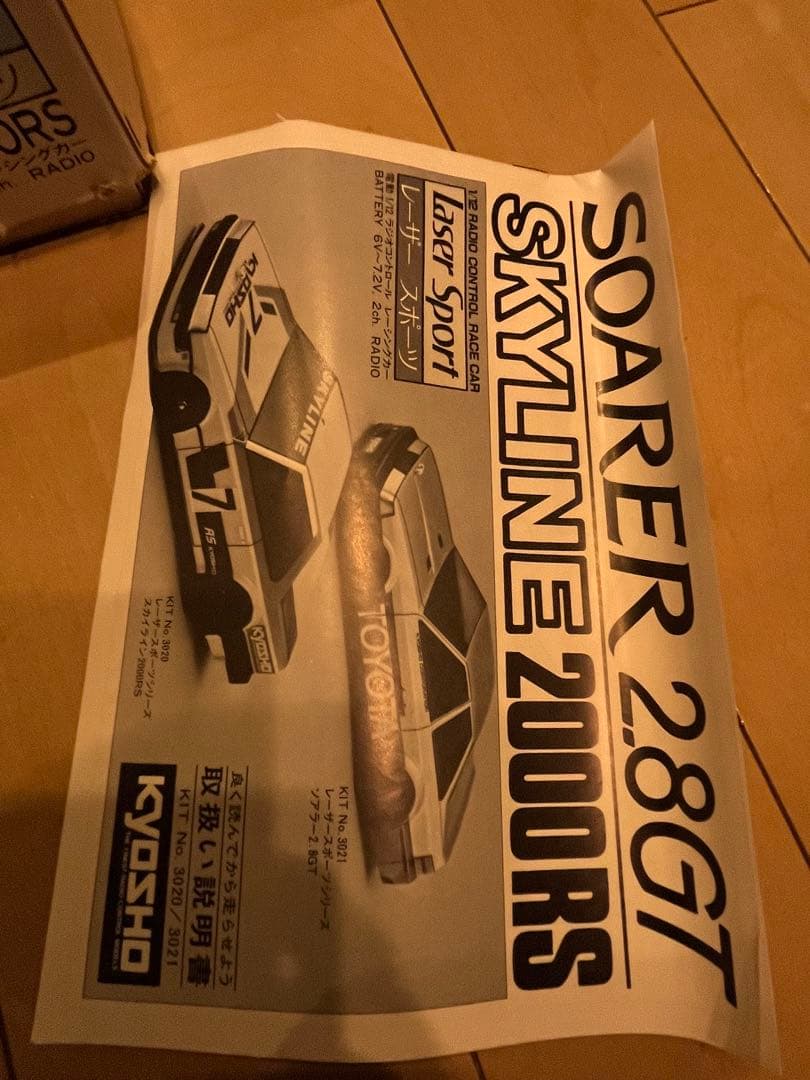 SOARER 2.8GT
SKYLINE 2000RS
1/12 RADIO CONTROL RACE CAR
Laser Sport
レーザー スポーツ
電動 1/12 ラジオコントロール レーシングカー
BATTERY 6V〜7.2V. 2ch. RADIO
KYOSHO
7
SKYLINE
7
RS
KYOSHO
TOYOTA
KIT No.3021
レーザースポーツシリーズ
ソアラー2.8GT
KIT No.3020
レーザースポーツシリーズ
スカイライン2000RS
良く読んでから走らせよう
取扱い説明書
KIT No. 3020/3021
KYOSHO
ORS
シングカー
RADIO